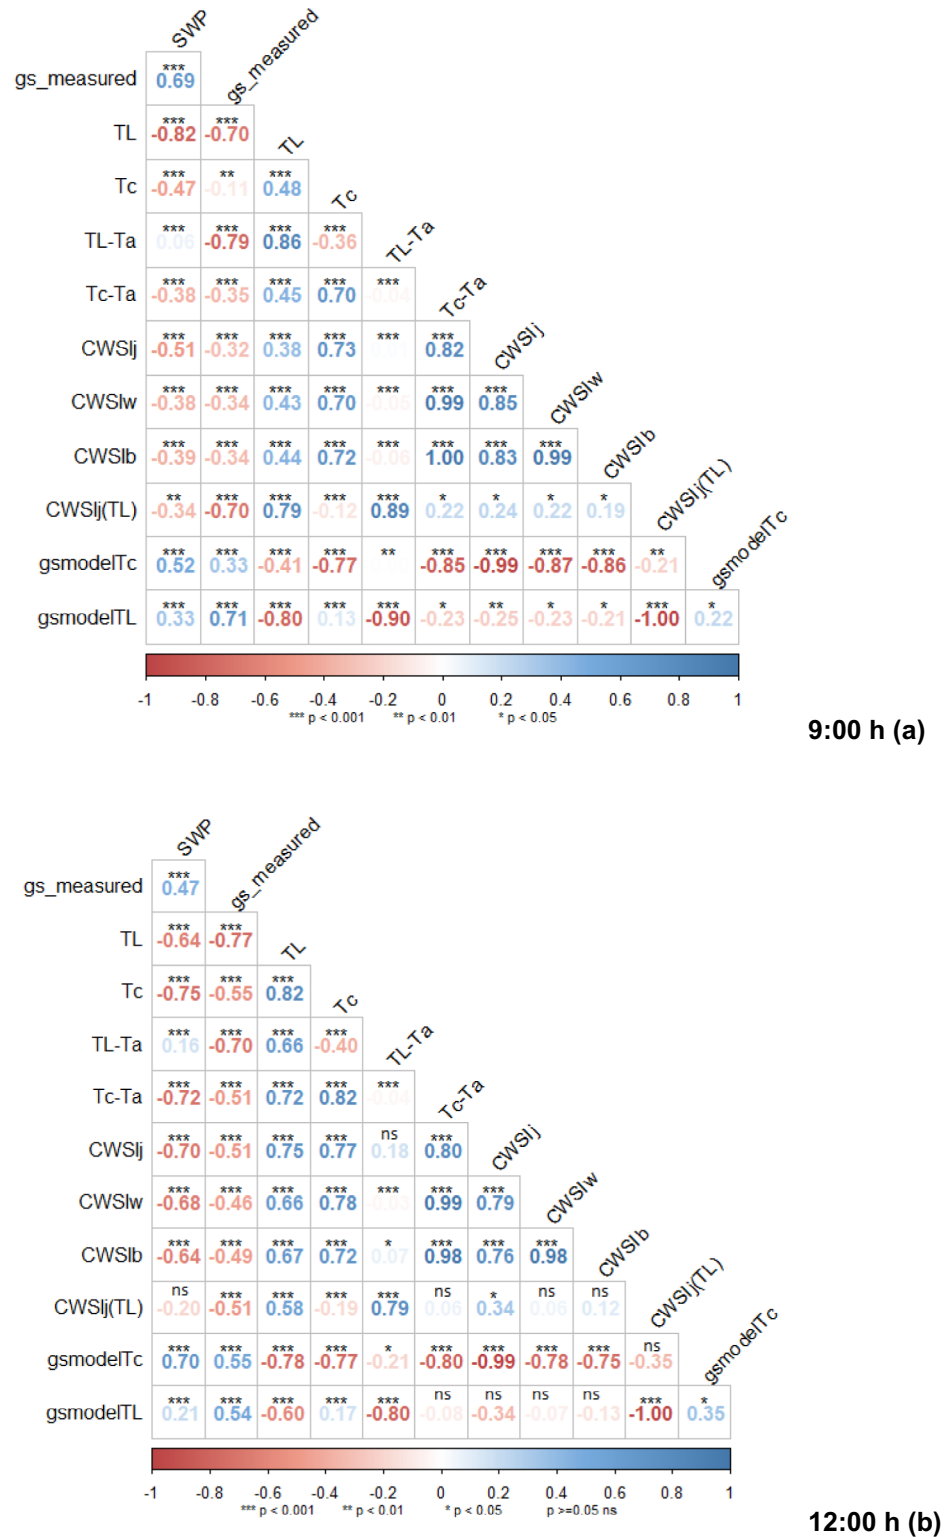 SWP
*** gs_measured
gs_measured 0.69
*** *** TL
TL -0.82 -0.70
*** ** *** Tc
Tc -0.47 -0.11 0.48
*** *** *** *** TL-Ta
TL-Ta 0.06 -0.79 0.86 -0.36
*** *** *** *** *** Tc-Ta
Tc-Ta -0.38 -0.35 0.45 0.70 -0.04
*** *** *** *** *** *** CWSIj
CWSIj -0.51 -0.32 0.38 0.73 0.82
*** *** *** *** *** *** *** CWSIw
CWSIw -0.38 -0.34 0.43 0.70 -0.05 0.99 0.85
*** *** *** *** *** *** *** *** CWSIb
CWSIb -0.39 -0.34 0.44 0.72 -0.06 1.00 0.83 0.99
** *** *** *** *** * * * * CWSIj(TL)
CWSIj(TL) -0.34 -0.70 0.79 -0.12 0.89 0.22 0.24 0.22 0.19
*** *** *** *** ** *** *** *** *** ** gsmodelTc
gsmodelTc 0.52 0.33 -0.41 -0.77 -0.85 -0.99 -0.87 -0.86 -0.21
*** *** *** *** *** * ** * * *** *
gsmodelTL 0.33 0.71 -0.80 0.13 -0.90 -0.23 -0.25 -0.23 -0.21 -1.00 0.22
-1 -0.8 -0.6 -0.4 -0.2 0 0.2 0.4 0.6 0.8 1
*** p < 0.001 ** p < 0.01 * p < 0.05
9:00 h (a)
SWP
*** gs_measured
gs_measured 0.47
*** *** TL
TL -0.64 -0.77
*** *** *** Tc
Tc -0.75 -0.55 0.82
*** *** *** *** TL-Ta
TL-Ta 0.16 -0.70 0.66 -0.40
*** *** *** *** *** Tc-Ta
Tc-Ta -0.72 -0.51 0.72 0.82 -0.04
*** *** *** *** ns *** CWSIj
CWSIj -0.70 -0.51 0.75 0.77 0.18 0.80
*** *** *** *** *** *** *** CWSIw
CWSIw -0.68 -0.46 0.66 0.78 -0.03 0.99 0.79
*** *** *** *** * *** *** *** CWSIb
CWSIb -0.64 -0.49 0.67 0.72 0.07 0.98 0.76 0.98
ns *** *** *** *** ns * ns ns CWSIj(TL)
CWSIj(TL) -0.20 -0.51 0.58 -0.19 0.79 0.06 0.34 0.06 0.12
*** *** *** *** * *** *** *** *** ns gsmodelTc
gsmodelTc 0.70 0.55 -0.78 -0.77 -0.21 -0.80 -0.99 -0.78 -0.75 -0.35
*** *** *** *** *** ns ns ns ns *** *
gsmodelTL 0.21 0.54 -0.60 0.17 -0.80 -0.08 -0.34 -0.07 -0.13 -1.00 0.35
-1 -0.8 -0.6 -0.4 -0.2 0 0.2 0.4 0.6 0.8 1
*** p < 0.001 ** p < 0.01 * p < 0.05 p >=0.05 ns
12:00 h (b)